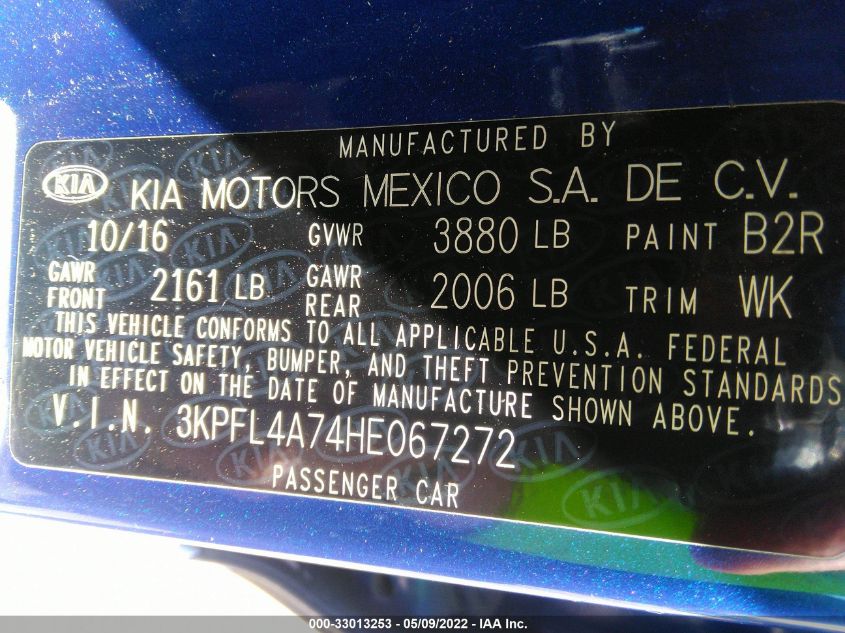 MANUFACTURED BY
KIA KIA MOTORS MEXICO S.A. DE C.V.
10/16 GVWR 3880 LB PAINT B2R
GAWR FRONT 2161 LB GAWR REAR 2006 LB TRIM WK
THIS VEHICLE CONFORMS TO ALL APPLICABLE U.S.A. FEDERAL
MOTOR VEHICLE SAFETY, BUMPER, AND THEFT PREVENTION STANDARDS
IN EFFECT ON THE DATE OF MANUFACTURE SHOWN ABOVE.
V.I.N. 3KPFL4A74HE067272
PASSENGER CAR
000-33013253 - 05/09/2022 - IAA Inc.